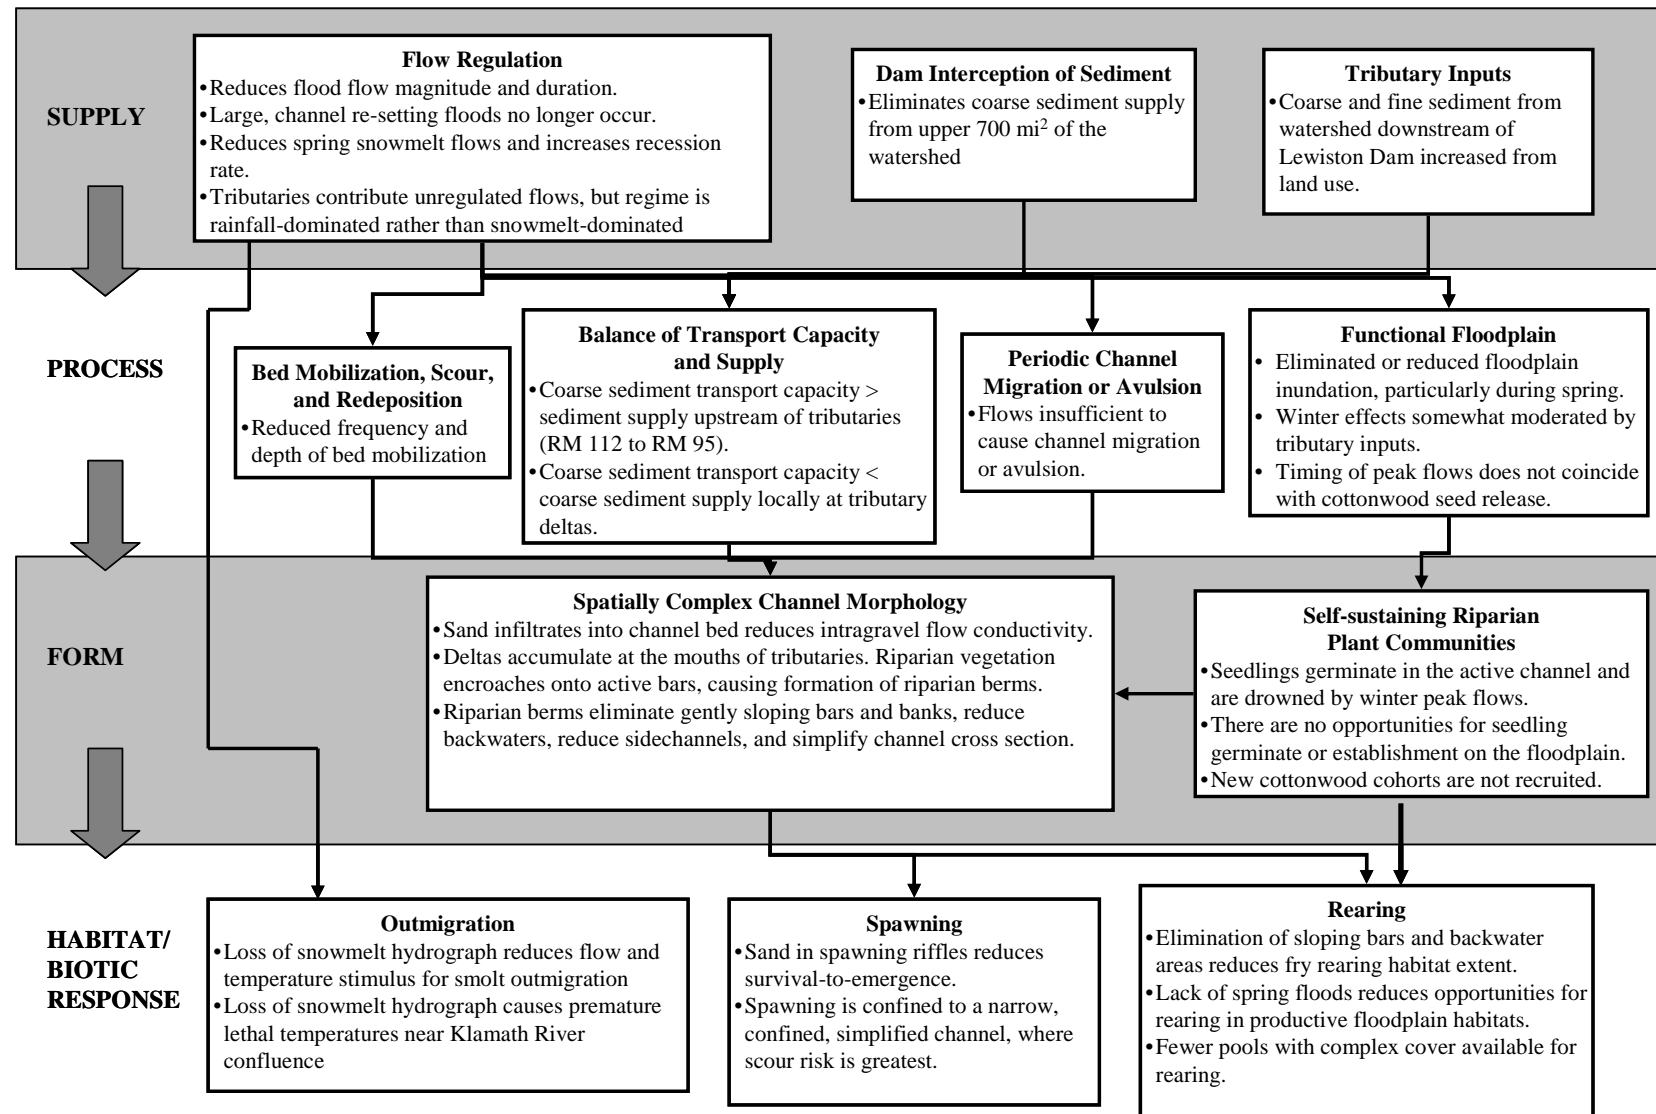 SUPPLY
Flow Regulation
•Reduces flood flow magnitude and duration.
•Large, channel re-setting floods no longer occur.
•Reduces spring snowmelt flows and increases recession
rate.
•Tributaries contribute unregulated flows, but regime is
rainfall-dominated rather than snowmelt-dominated
Dam Interception of Sediment
•Eliminates coarse sediment supply
from upper 700 mi² of the
watershed
Tributary Inputs
•Coarse and fine sediment from
watershed downstream of
Lewiston Dam increased from
land use.
PROCESS
Bed Mobilization, Scour,
and Redeposition
•Reduced frequency and
depth of bed mobilization
Balance of Transport Capacity
and Supply
•Coarse sediment transport capacity >
sediment supply upstream of tributaries
(RM 112 to RM 95).
•Coarse sediment transport capacity <
coarse sediment supply locally at tributary
deltas.
Periodic Channel
Migration or Avulsion
•Flows insufficient to
cause channel migration
or avulsion.
Functional Floodplain
• Eliminated or reduced floodplain
inundation, particularly during spring.
• Winter effects somewhat moderated by
tributary inputs.
• Timing of peak flows does not coincide
with cottonwood seed release.
FORM
Spatially Complex Channel Morphology
•Sand infiltrates into channel bed reduces intragravel flow conductivity.
•Deltas accumulate at the mouths of tributaries. Riparian vegetation
encroaches onto active bars, causing formation of riparian berms.
•Riparian berms eliminate gently sloping bars and banks, reduce
backwaters, reduce sidechannels, and simplify channel cross section.
Self-sustaining Riparian
Plant Communities
•Seedlings germinate in the active channel and
are drowned by winter peak flows.
•There are no opportunities for seedling
germinate or establishment on the floodplain.
•New cottonwood cohorts are not recruited.
HABITAT/
BIOTIC
RESPONSE
Outmigration
•Loss of snowmelt hydrograph reduces flow and
temperature stimulus for smolt outmigration
•Loss of snowmelt hydrograph causes premature
lethal temperatures near Klamath River
confluence
Spawning
•Sand in spawning riffles reduces
survival-to-emergence.
•Spawning is confined to a narrow,
confined, simplified channel, where
scour risk is greatest.
Rearing
•Elimination of sloping bars and backwater
areas reduces fry rearing habitat extent.
•Lack of spring floods reduces opportunities for
rearing in productive floodplain habitats.
•Fewer pools with complex cover available for
rearing.